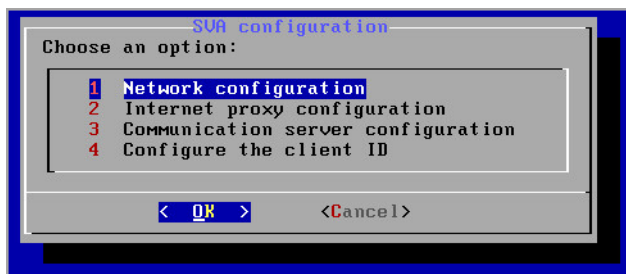 SVA configuration
Choose an option:
1 Network configuration
2 Internet proxy configuration
3 Communication server configuration
4 Configure the client ID
< OK > <Cancel>